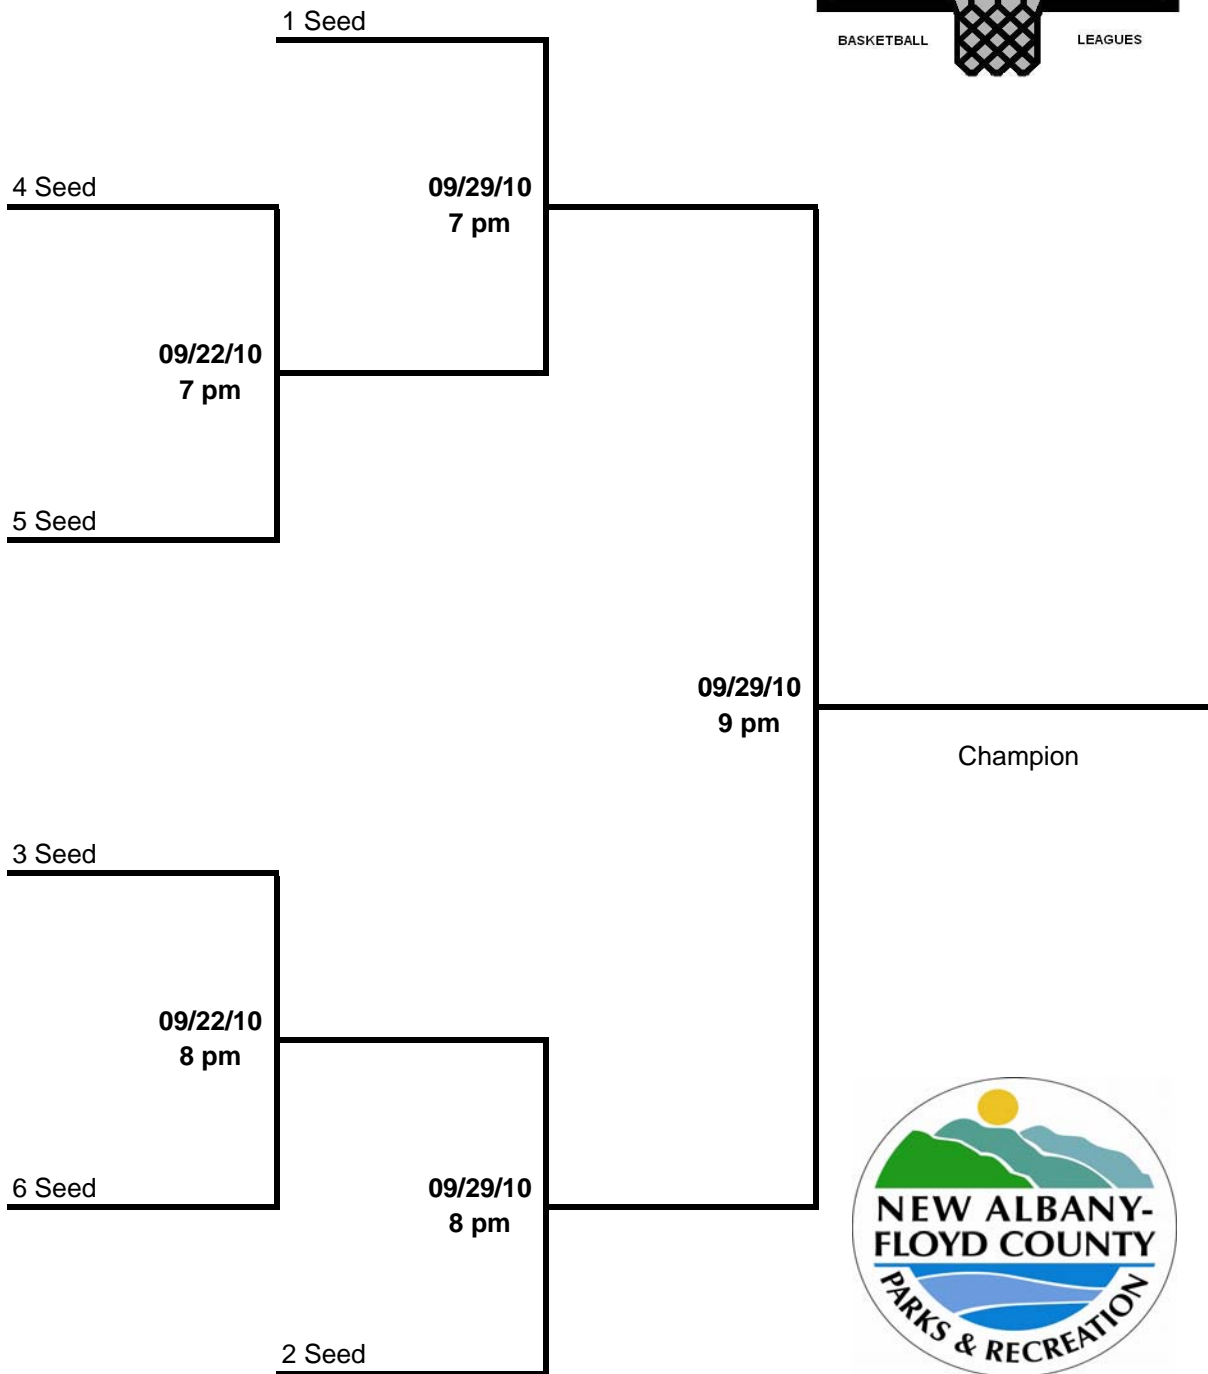 1 Seed
BASKETBALL LEAGUES
4 Seed
09/29/10
7 pm
09/22/10
7 pm
5 Seed
09/29/10
9 pm
Champion
3 Seed
09/22/10
8 pm
6 Seed
09/29/10
8 pm
NEW ALBANY-
FLOYD COUNTY
PARKS & RECREATION
2 Seed